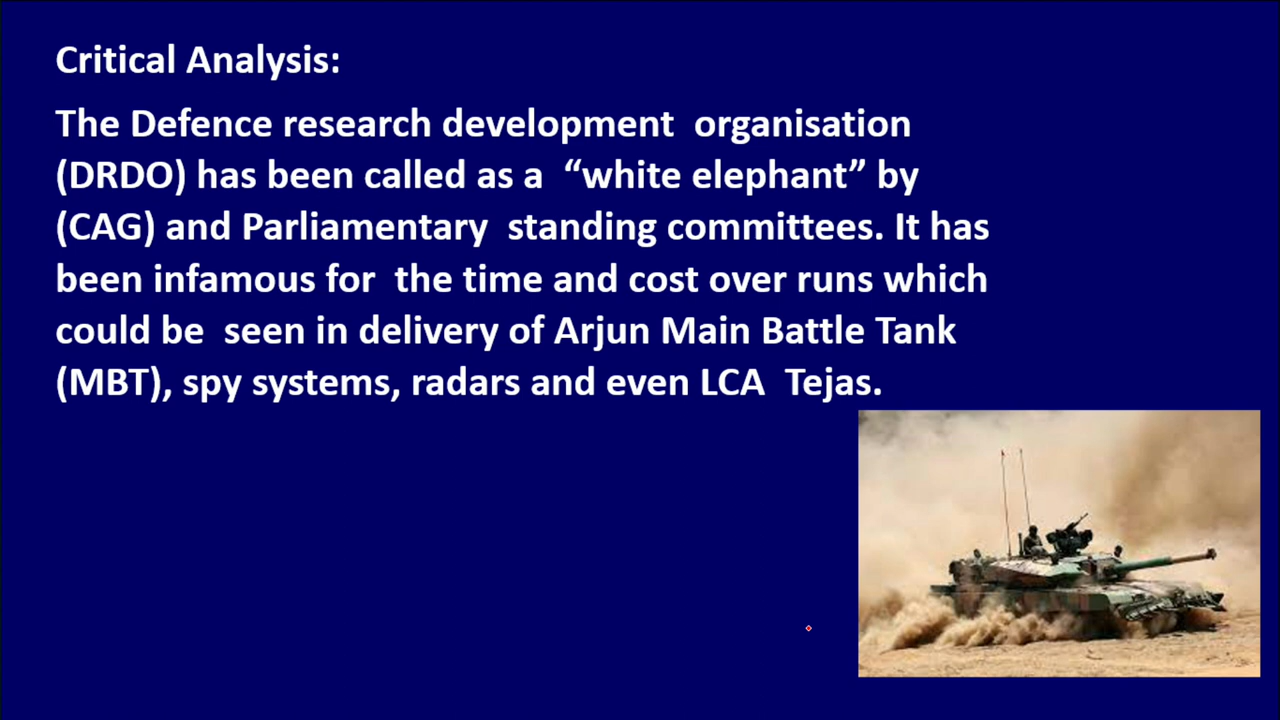 Critical Analysis:
The Defence research development  organisation
(DRDO) has been called as a  “white elephant” by
(CAG) and Parliamentary  standing committees. It has
been infamous for  the time and cost over runs which
could be  seen in delivery of Arjun Main Battle Tank
(MBT), spy systems, radars and even LCA  Tejas.